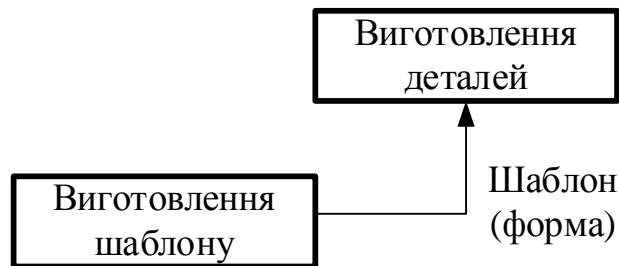 Виготовлення
деталей
Виготовлення
шаблону
Шаблон
(форма)